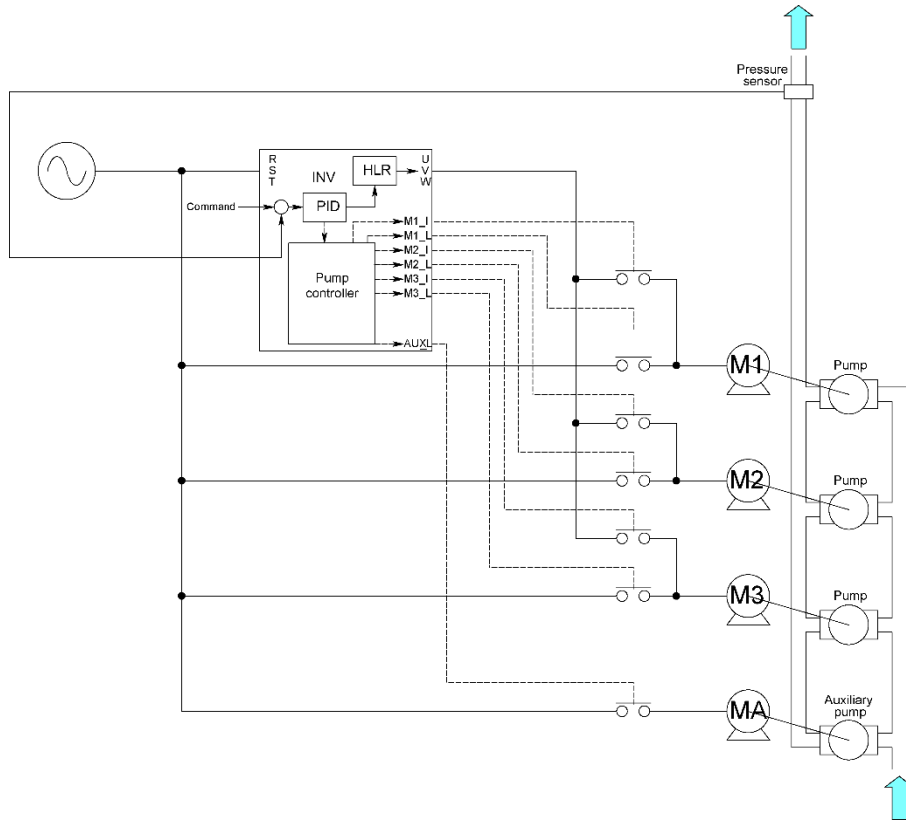 Pressure
sensor
R
S
T
INV
HLR
U
V
W
Command
PID
M1_I
M1_L
M2_I
M2_L
M3_I
M3_L
Pump
controller
AUXL
M1
Pump
M2
Pump
M3
Pump
MA
Auxiliary
pump